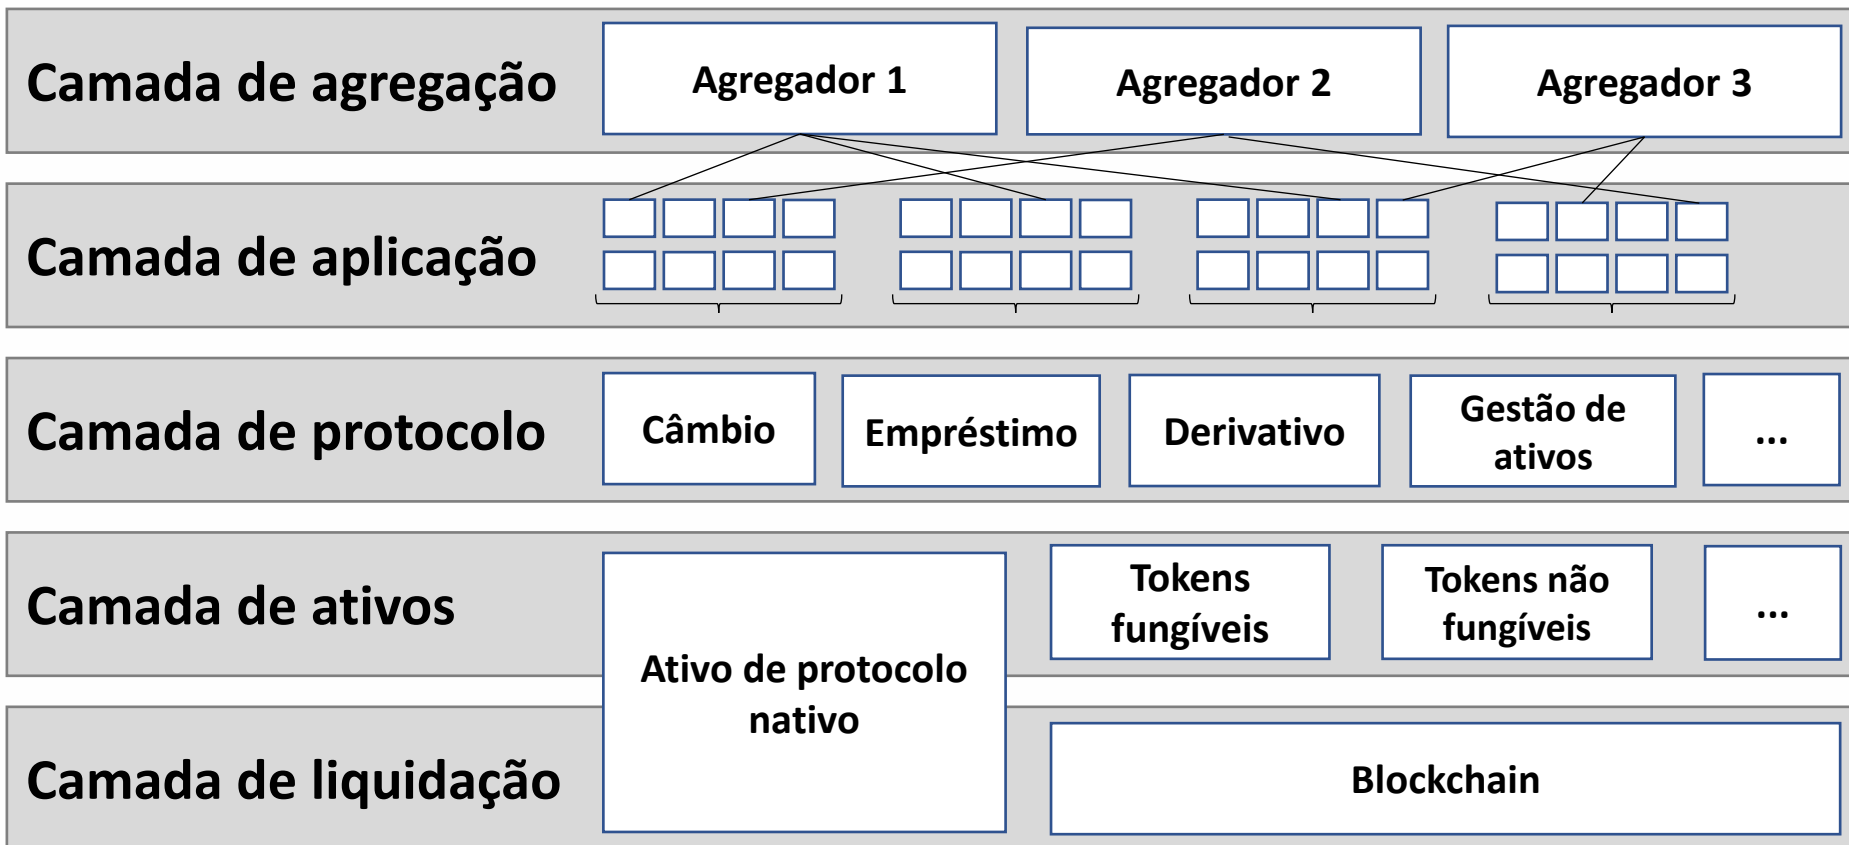 Camada de agregação
Agregador 1
Agregador 2
Agregador 3
Camada de aplicação
Camada de protocolo
Câmbio
Empréstimo
Derivativo
Gestão de
ativos
...
Camada de ativos
Ativo de protocolo
nativo
Tokens
fungíveis
Tokens não
fungíveis
...
Camada de liquidação
Blockchain